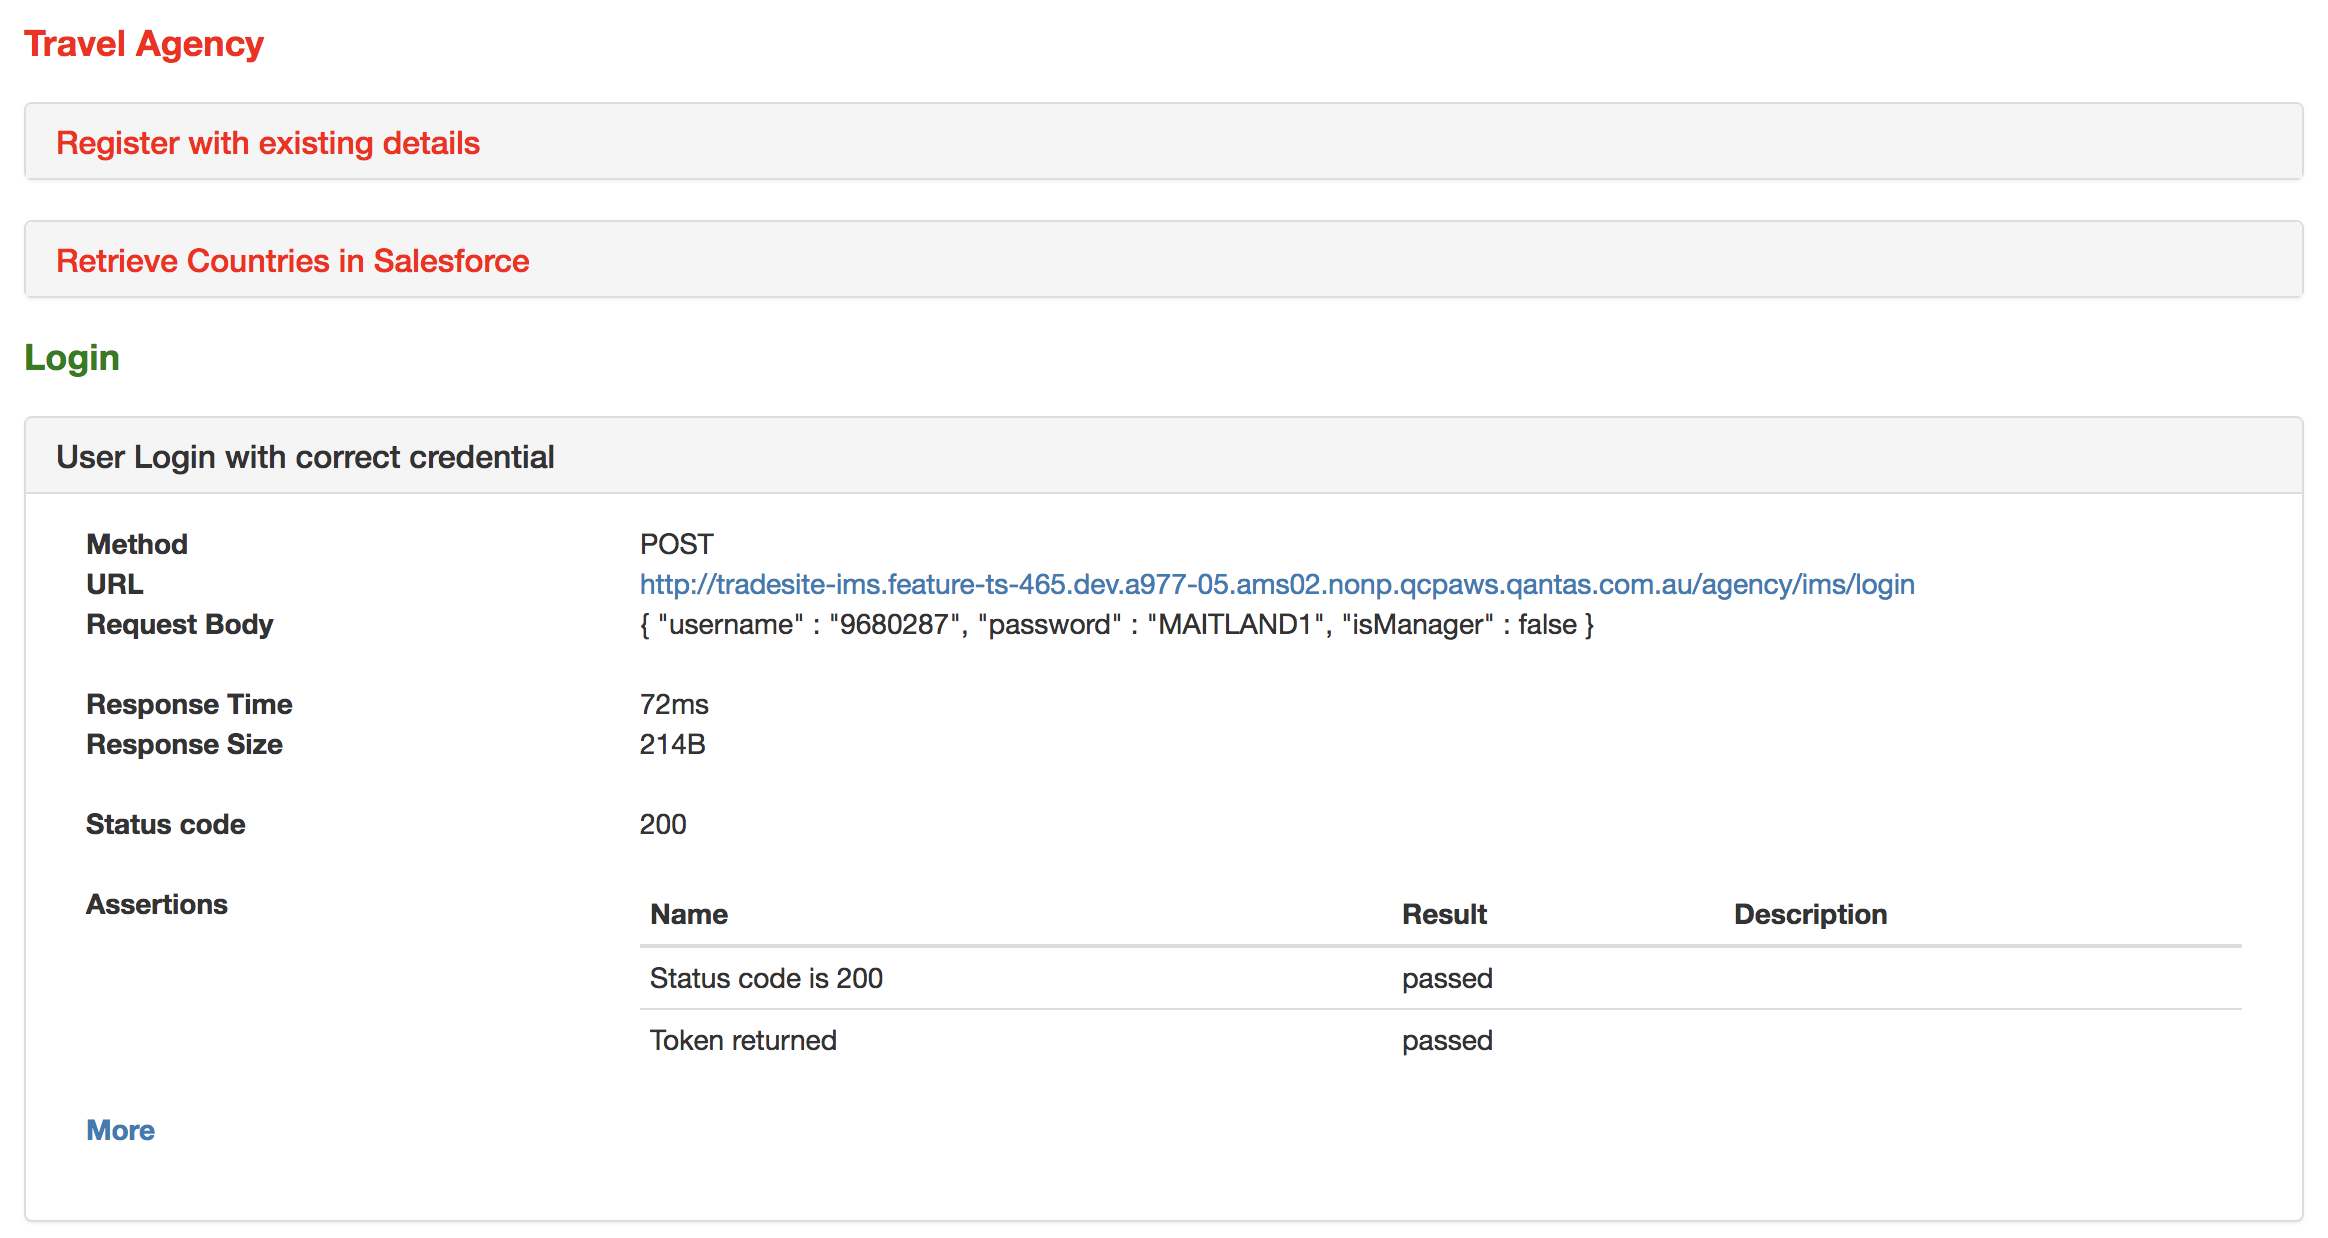 Travel Agency
Register with existing details
Retrieve Countries in Salesforce
Login
User Login with correct credential
Method POST
URL http://tradesite-ims.feature-ts-465.dev.a977-05.ams02.nonp.qcpaws.qantas.com.au/agency/ims/login
Request Body { "username" : "9680287", "password" : "MAITLAND1", "isManager" : false }
Response Time 72ms
Response Size 214B
Status code 200
Assertions
Name Result Description
Status code is 200 passed
Token returned passed
More